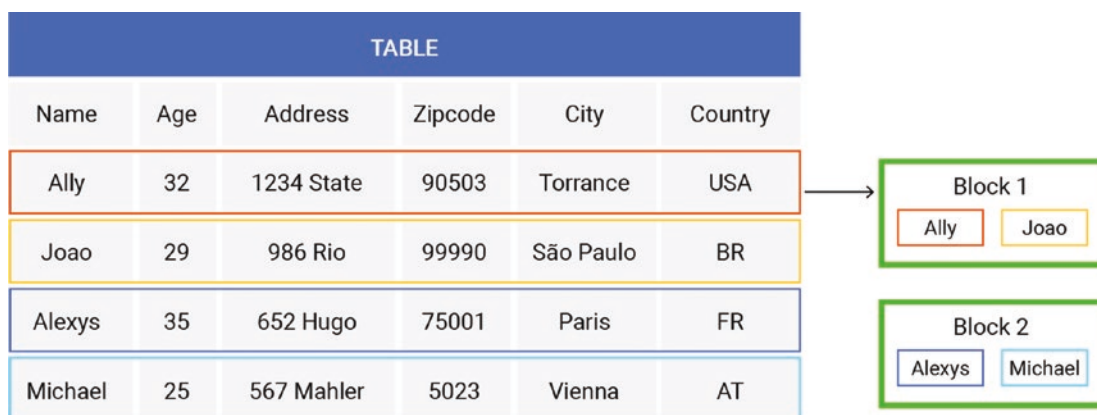 TABLE
Name Age Address Zipcode City Country
Ally 32 1234 State 90503 Torrance USA
Joao 29 986 Rio 99990 São Paulo BR
Alexys 35 652 Hugo 75001 Paris FR
Michael 25 567 Mahler 5023 Vienna AT
Block 1
Ally Joao
Block 2
Alexys Michael